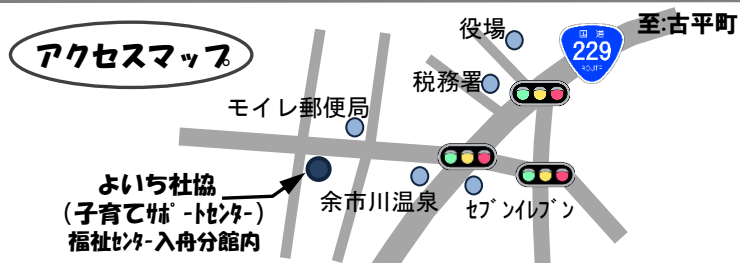 アクセスマップ
役場
国道
229
ROUTE
至:古平町
税務署
モイレ郵便局
よいち社協
(子育てｻﾎﾟｰﾄｾﾝﾀｰ)
福祉ｾﾝﾀｰ入舟分館内
余市川温泉
ｾﾌﾞﾝｲﾚﾌﾞﾝ